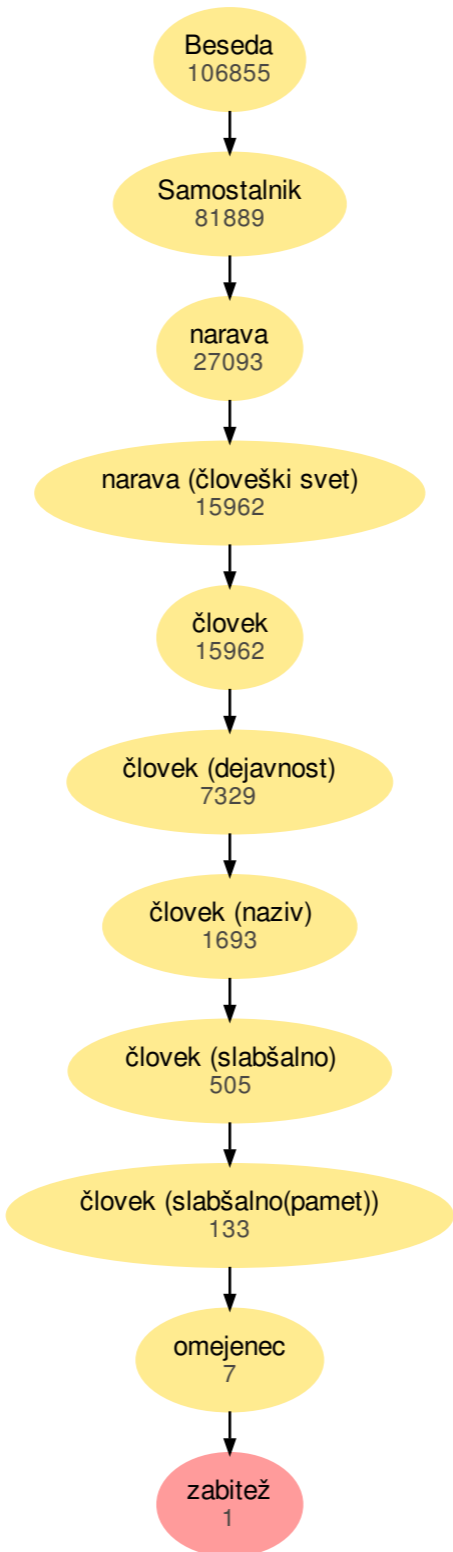 Beseda
106855
Samostalnik
81889
narava
27093
narava (človeški svet)
15962
človek
15962
človek (dejavnost)
7329
človek (naziv)
1693
človek (slabšalno)
505
človek (slabšalno(pamet))
133
omejenec
7
zabitež
1